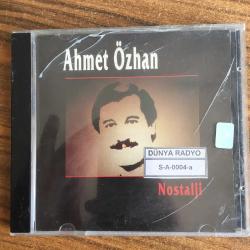 Ahmet Özhan
DÜNYA RADYO
S-A-0004-a
Nostalji